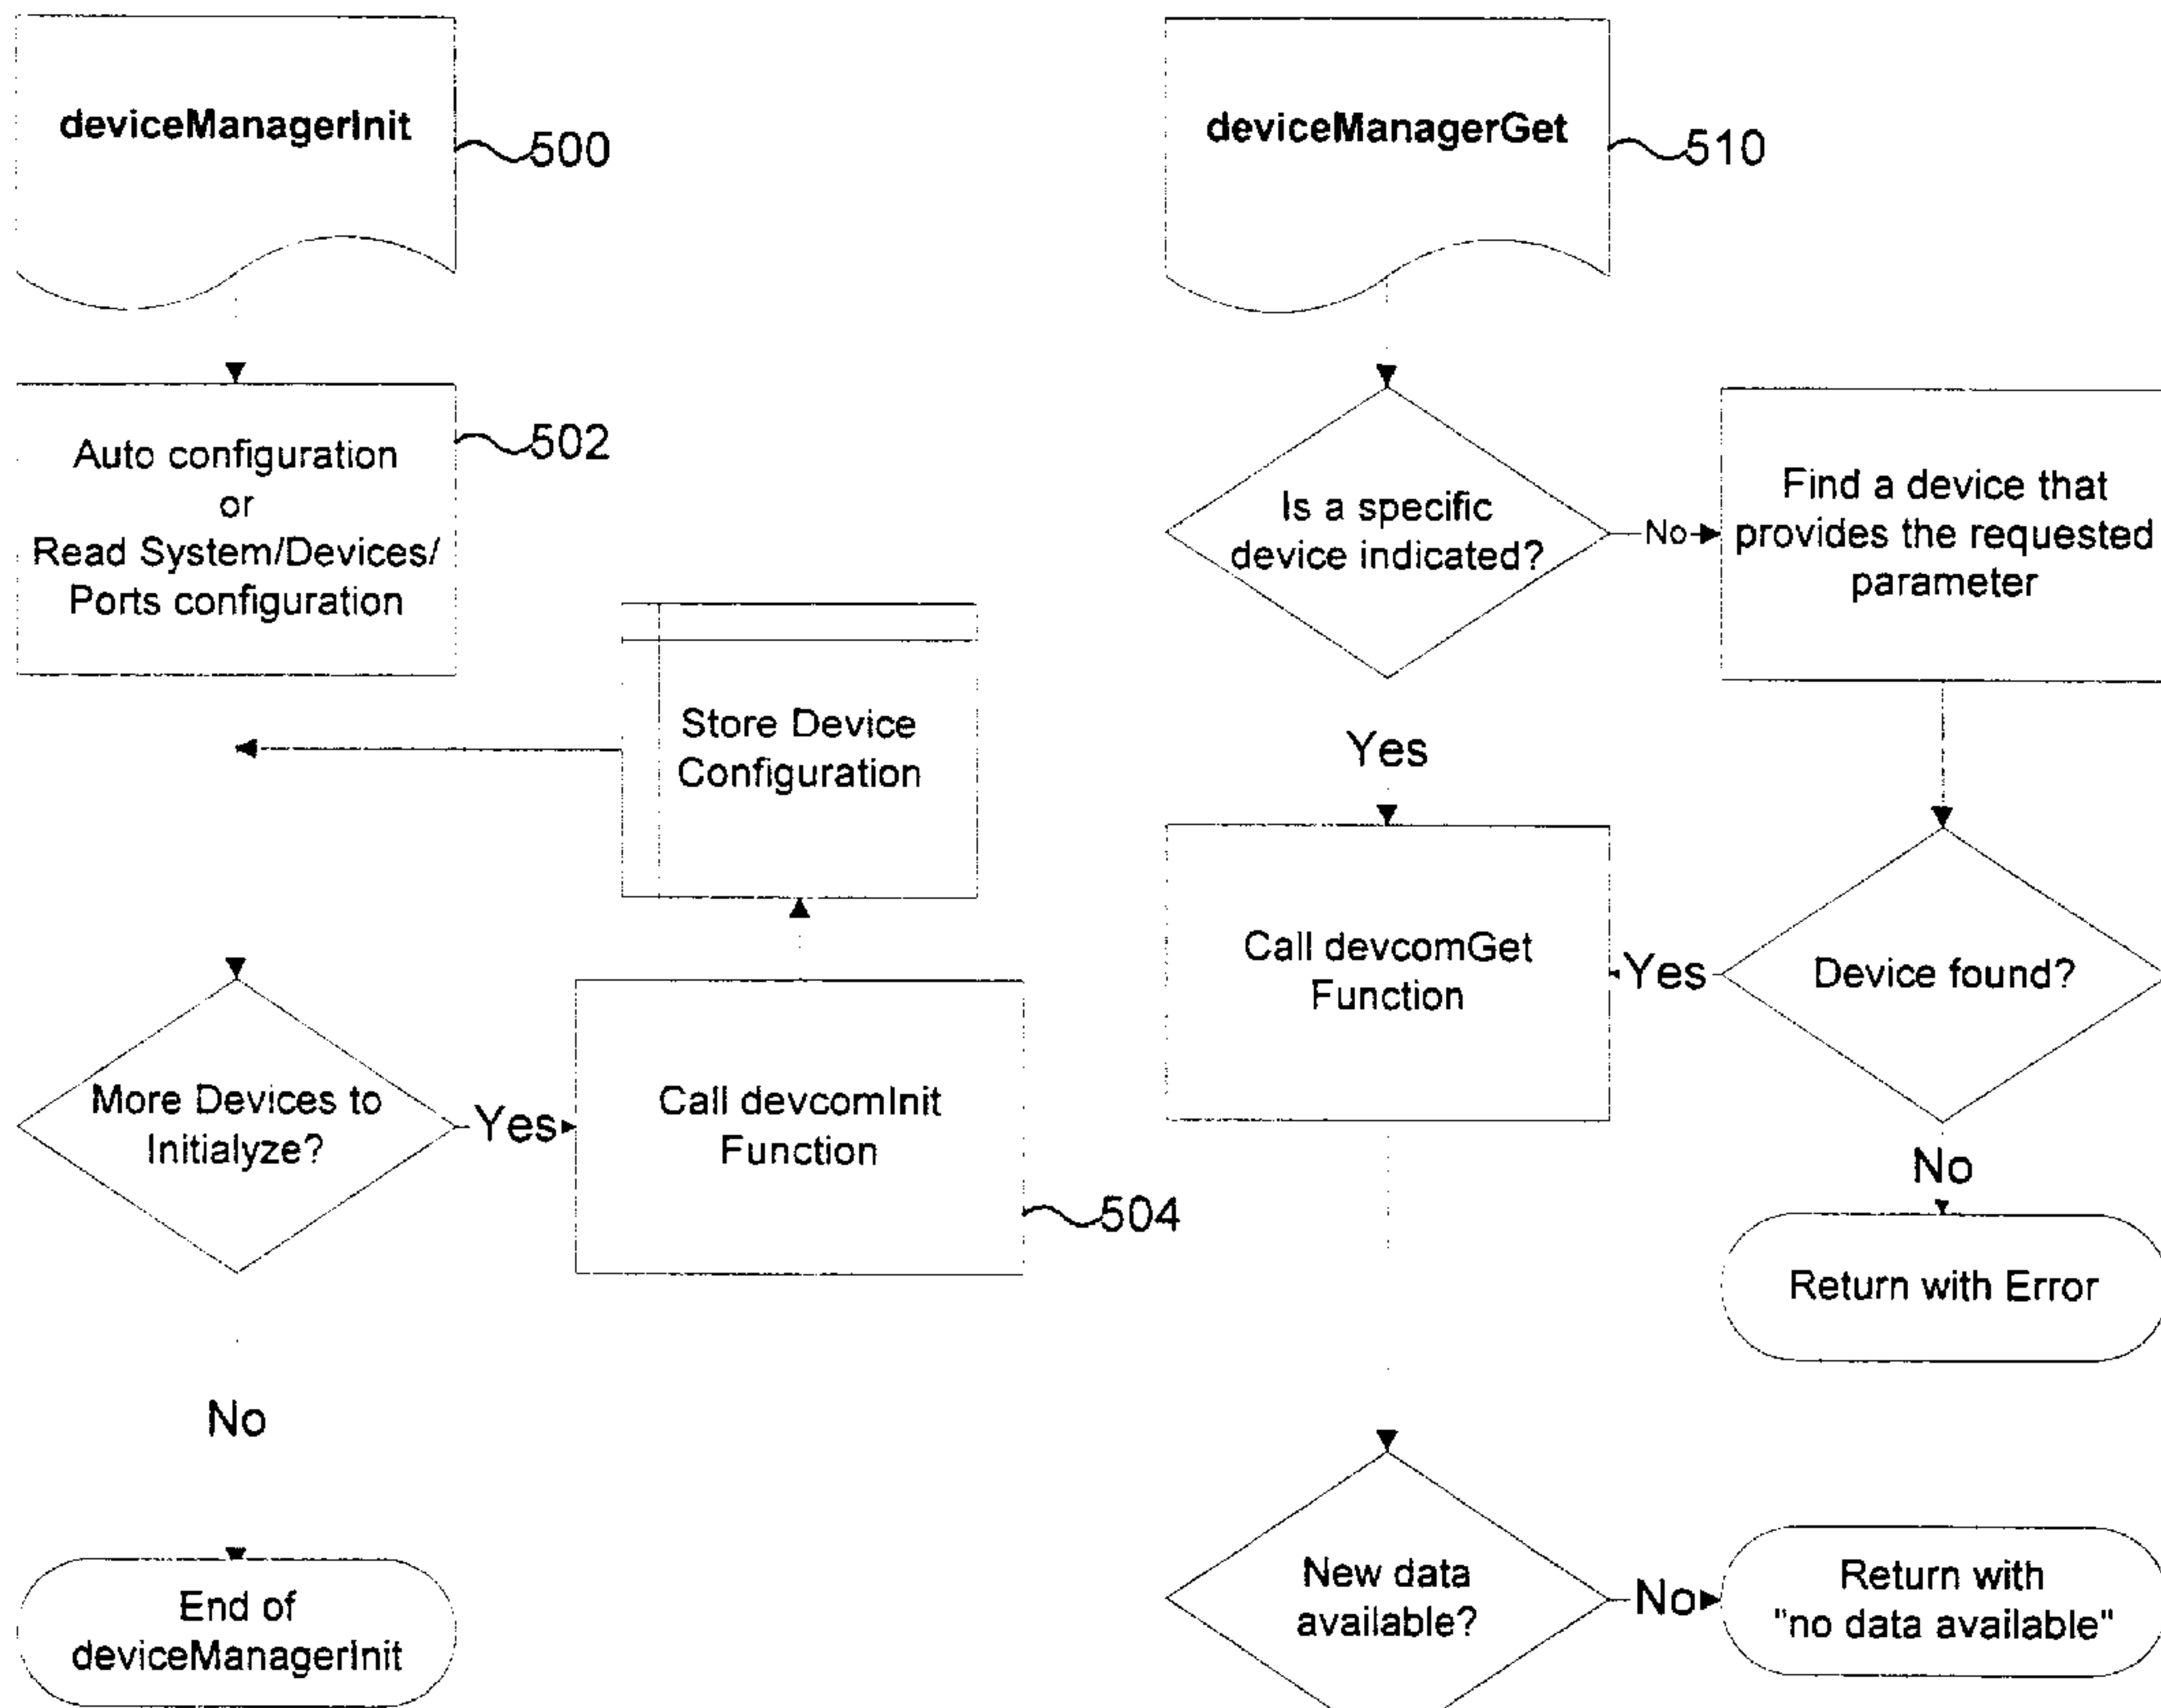 deviceManagerInit
500
Auto configuration
or
Read System/Devices/
Ports configuration
502
Store Device
Configuration
More Devices to
Initialyze?
Yes
Call devcomInit
Function
504
No
End of
deviceManagerInit
deviceManagerGet
510
Is a specific
device indicated?
No
Find a device that
provides the requested
parameter
Yes
Call devcomGet
Function
Yes
Device found?
No
Return with Error
New data
available?
No
Return with
"no data available"